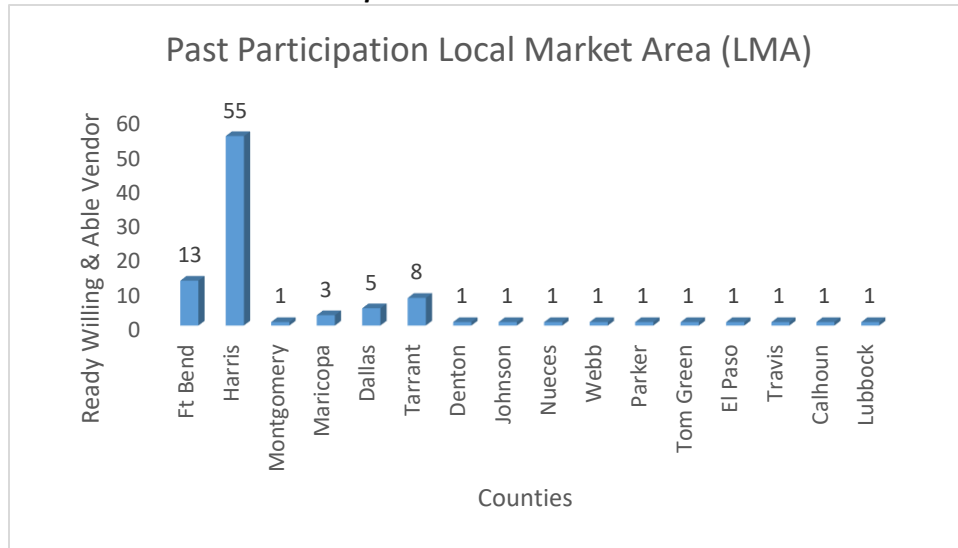 Past Participation Local Market Area (LMA)
Ready Willing & Able Vendor
60
50
40
30
20
10
0
13
55
1
3
5
8
1
1
1
1
1
1
1
1
1
1
Ft Bend
Harris
Montgomery
Maricopa
Dallas
Tarrant
Denton
Johnson
Nueces
Webb
Parker
Tom Green
El Paso
Travis
Calhoun
Lubbock
Counties